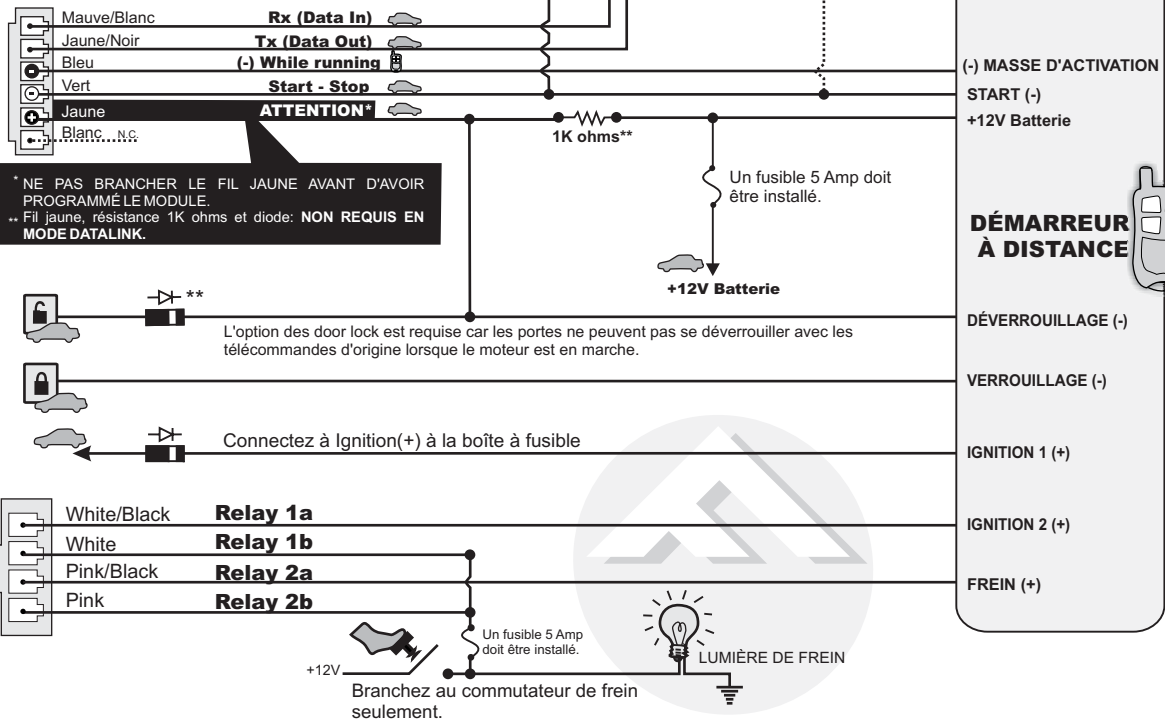 Mauve/Blanc Rx (Data In)
Jaune/Noir Tx (Data Out)
Bleu (-) While running
Vert Start - Stop
Jaune ATTENTION*
Blanc N.C.
1K ohms**
(-) MASSE D'ACTIVATION
START (-)
+12V Batterie
* NE PAS BRANCHER LE FIL JAUNE AVANT D'AVOIR
PROGRAMMÉ LE MODULE.
** Fil jaune, résistance 1K ohms et diode: NON REQUIS EN
MODE DATALINK.
Un fusible 5 Amp doit
être installé.
+12V Batterie
DÉMARREUR
À DISTANCE
**
L'option des door lock est requise car les portes ne peuvent pas se déverrouiller avec les
télécommandes d'origine lorsque le moteur est en marche.
DÉVERROUILLAGE (-)
VERROUILLAGE (-)
Connectez à Ignition(+) à la boîte à fusible
IGNITION 1 (+)
White/Black Relay 1a
IGNITION 2 (+)
White Relay 1b
Pink/Black Relay 2a
FREIN (+)
Pink Relay 2b
Un fusible 5 Amp
doit être installé.
LUMIÈRE DE FREIN
+12V
Branchez au commutateur de frein
seulement.